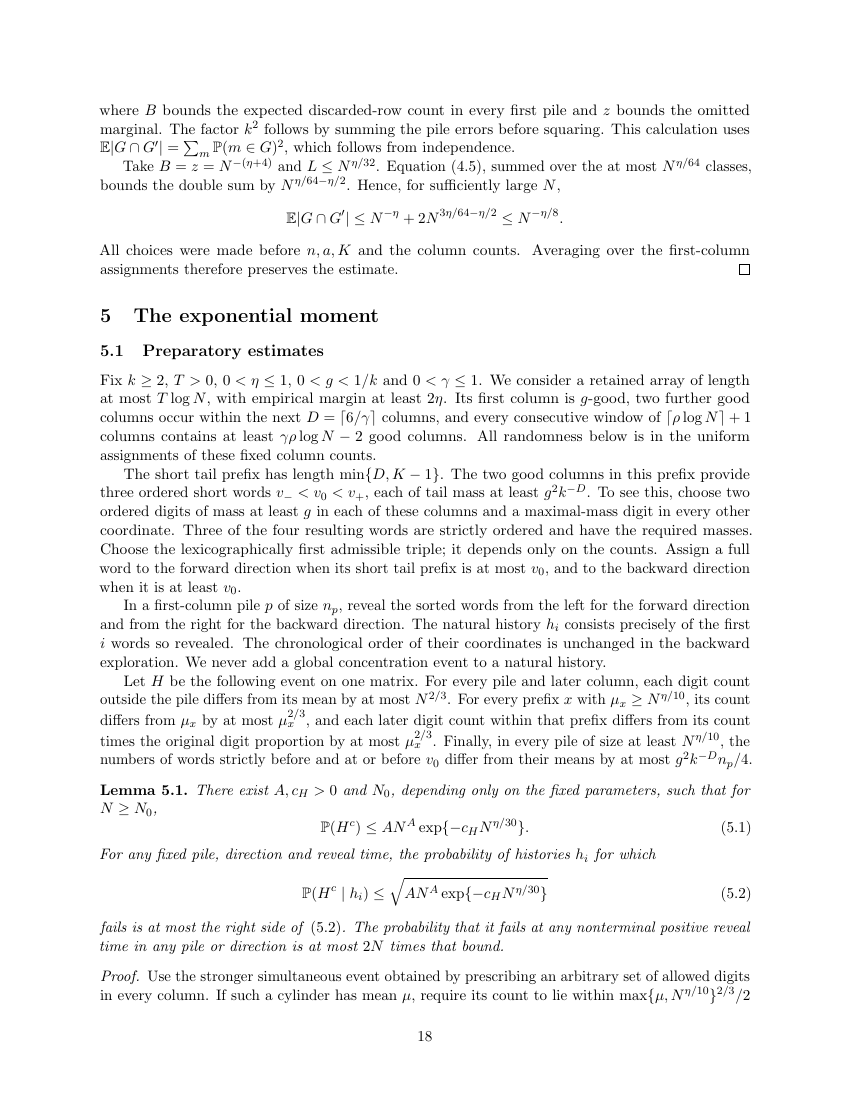 where B bounds the expected discarded-row count in every first pile and z bounds the omitted
marginal. The factor k² follows by summing the pile errors before squaring. This calculation uses
𝔼|G ∩ G′| = ∑_m ℙ(m ∈ G)², which follows from independence.
Take B = z = N^{−(η+4)} and L ≤ N^{η/32}. Equation (4.5), summed over the at most N^{η/64} classes,
bounds the double sum by N^{η/64−η/2}. Hence, for sufficiently large N,
𝔼|G ∩ G′| ≤ N^{−η} + 2N^{3η/64−η/2} ≤ N^{−η/8}.
All choices were made before n, a, K and the column counts. Averaging over the first-column
assignments therefore preserves the estimate. □
5 The exponential moment
5.1 Preparatory estimates
Fix k ≥ 2, T > 0, 0 < η ≤ 1, 0 < g < 1/k and 0 < γ ≤ 1. We consider a retained array of length
at most T log N, with empirical margin at least 2η. Its first column is g-good, two further good
columns occur within the next D = ⌈6/γ⌉ columns, and every consecutive window of ⌈ρ log N⌉ + 1
columns contains at least γρ log N − 2 good columns. All randomness below is in the uniform
assignments of these fixed column counts.
The short tail prefix has length min{D, K − 1}. The two good columns in this prefix provide
three ordered short words v₋ < v₀ < v₊, each of tail mass at least g²k^{−D}. To see this, choose two
ordered digits of mass at least g in each of these columns and a maximal-mass digit in every other
coordinate. Three of the four resulting words are strictly ordered and have the required masses.
Choose the lexicographically first admissible triple; it depends only on the counts. Assign a full
word to the forward direction when its short tail prefix is at most v₀, and to the backward direction
when it is at least v₀.
In a first-column pile p of size n_p, reveal the sorted words from the left for the forward direction
and from the right for the backward direction. The natural history h_i consists precisely of the first
i words so revealed. The chronological order of their coordinates is unchanged in the backward
exploration. We never add a global concentration event to a natural history.
Let H be the following event on one matrix. For every pile and later column, each digit count
outside the pile differs from its mean by at most N^{2/3}. For every prefix x with μ_x ≥ N^{η/10}, its count
differs from μ_x by at most μ_x^{2/3}, and each later digit count within that prefix differs from its count
times the original digit proportion by at most μ_x^{2/3}. Finally, in every pile of size at least N^{η/10}, the
numbers of words strictly before and at or before v₀ differ from their means by at most g²k^{−D}n_p/4.
Lemma 5.1. There exist A, c_H > 0 and N₀, depending only on the fixed parameters, such that for
N ≥ N₀,
ℙ(H^c) ≤ AN^A exp{−c_H N^{η/30}}. (5.1)
For any fixed pile, direction and reveal time, the probability of histories h_i for which
ℙ(H^c | h_i) ≤ √(AN^A exp{−c_H N^{η/30}}) (5.2)
fails is at most the right side of (5.2). The probability that it fails at any nonterminal positive reveal
time in any pile or direction is at most 2N times that bound.
Proof. Use the stronger simultaneous event obtained by prescribing an arbitrary set of allowed digits
in every column. If such a cylinder has mean μ, require its count to lie within max{μ, N^{η/10}}^{2/3}/2
18